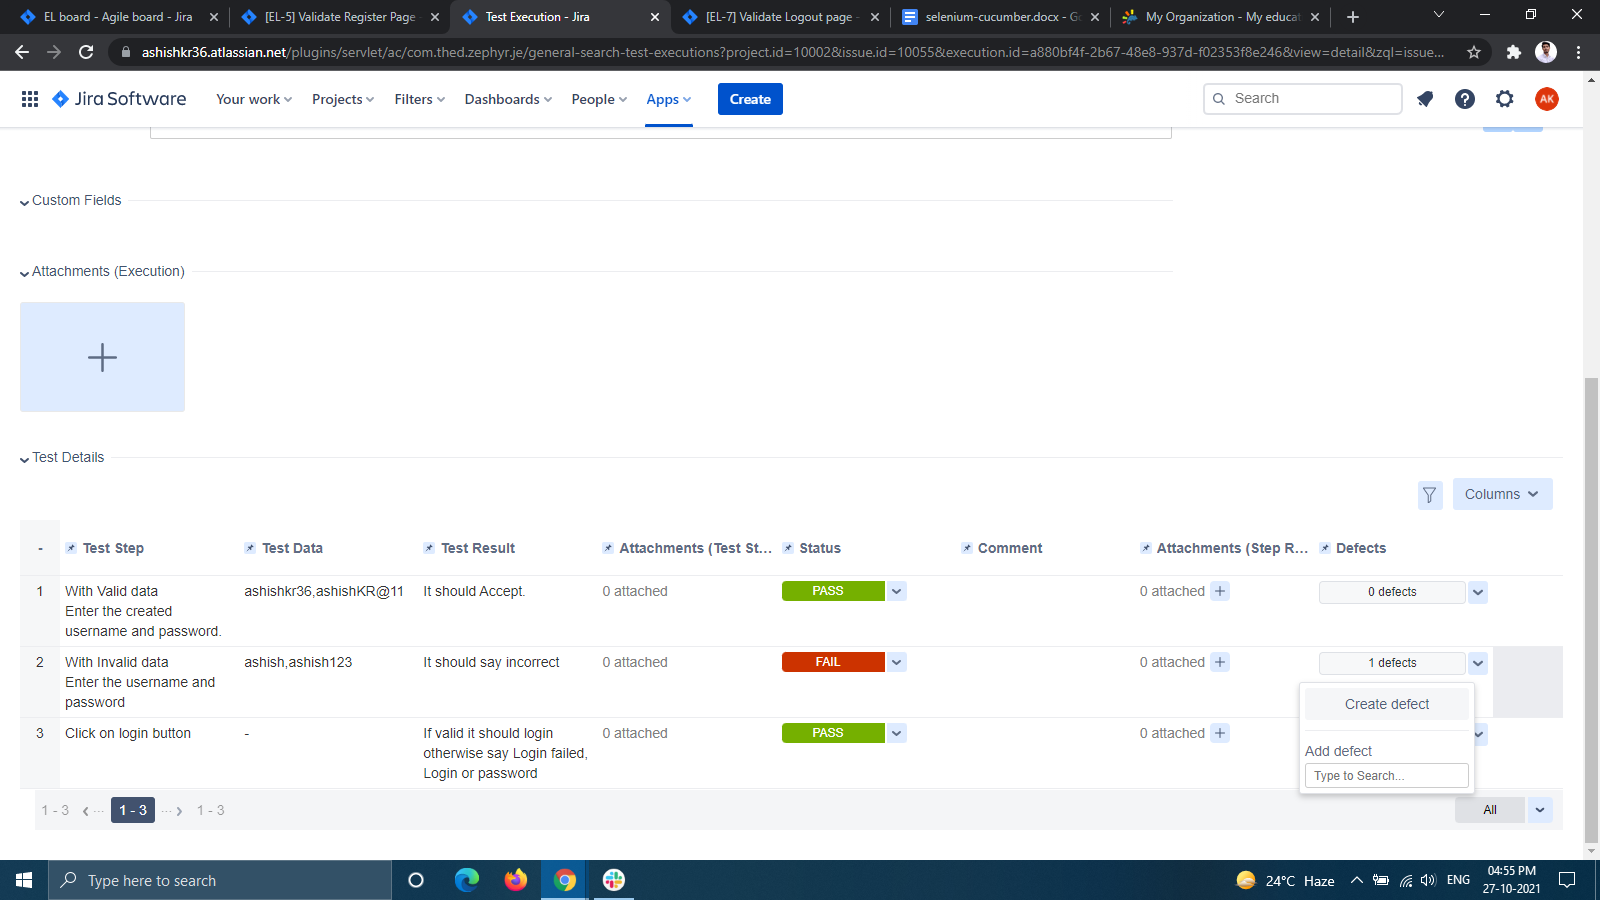 EL board - Agile board - Jira
[EL-5] Validate Register Page -
Test Execution - Jira
[EL-7] Validate Logout page -
selenium-cucumber.docx - Go
My Organization - My educat
ashishkr36.atlassian.net/plugins/servlet/ac/com.thed.zephyr.je/general-search-test-executions?project.id=10002&issue.id=10055&execution.id=a880bf4f-2b67-48e8-937d-f02353f8e246&view=detail&zql=issue...
Jira Software
Your work
Projects
Filters
Dashboards
People
Apps
Create
Search
AK
Custom Fields
Attachments (Execution)
Test Details
Columns
-
Test Step
Test Data
Test Result
Attachments (Test St...
Status
Comment
Attachments (Step R...
Defects
1
With Valid data
Enter the created
username and password.
ashishkr36,ashishKR@11
It should Accept.
0 attached
PASS
0 attached
0 defects
2
With Invalid data
Enter the username and
password
ashish,ashish123
It should say incorrect
0 attached
FAIL
0 attached
1 defects
Create defect
Add defect
Type to Search...
3
Click on login button
-
If valid it should login
otherwise say Login failed,
Login or password
0 attached
PASS
0 attached
1 - 3
1 - 3
1 - 3
All
Type here to search
24°C Haze
ENG
04:55 PM
27-10-2021